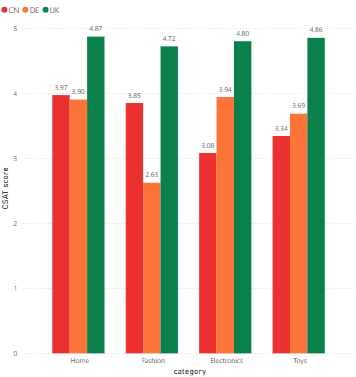 CN DE UK
5
4
3
2
1
0
CSAT score
3.97 3.90 4.87
3.85 2.63 4.72
3.08 3.94 4.80
3.34 3.69 4.86
Home Fashion Electronics Toys
category